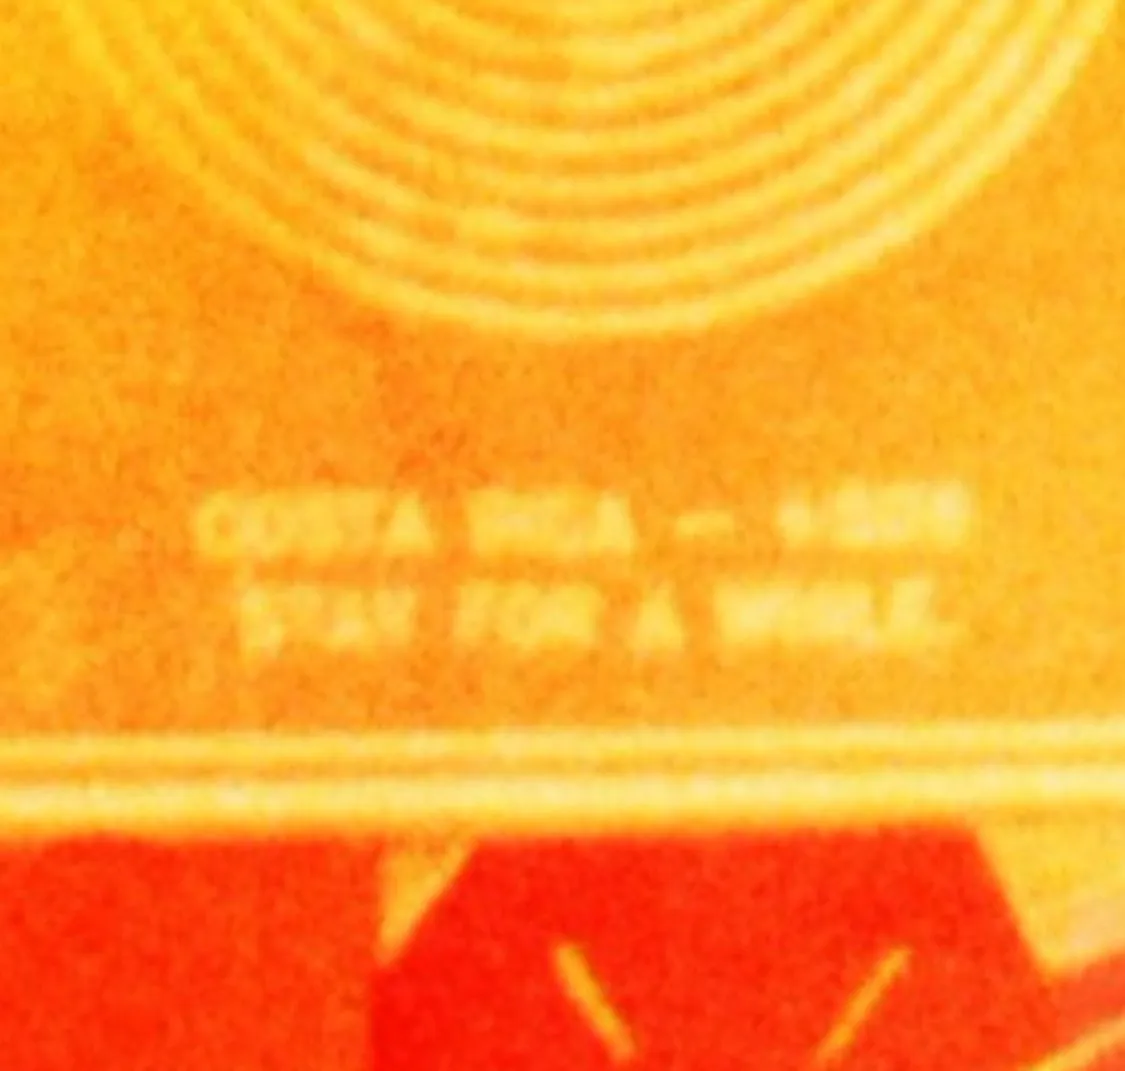 COSTA RICA —
STAY FOR A WHILE.